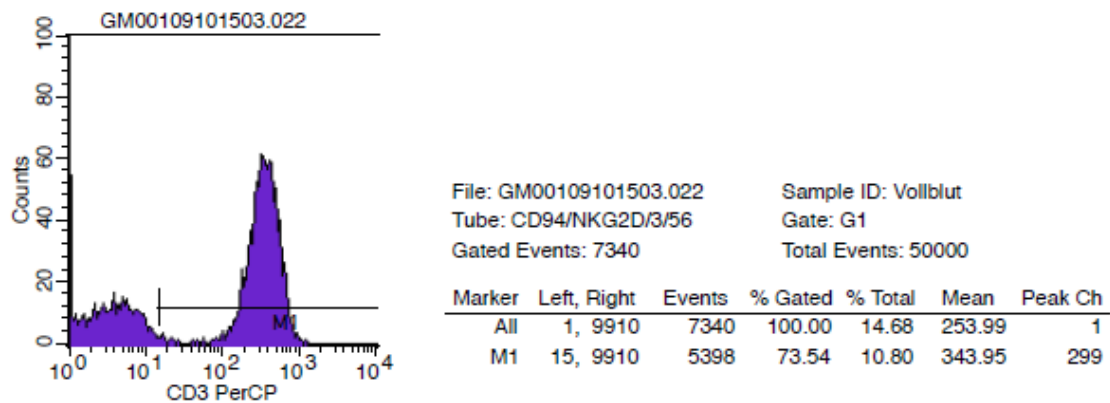 GM00109101503.022
100
80
60
40
20
0
Counts
10^0 10^1 10^2 10^3 10^4
CD3 PerCP
M1
File: GM00109101503.022 Sample ID: Vollblut
Tube: CD94/NKG2D/3/56 Gate: G1
Gated Events: 7340 Total Events: 50000
Marker Left, Right Events % Gated % Total Mean Peak Ch
All 1, 9910 7340 100.00 14.68 253.99 1
M1 15, 9910 5398 73.54 10.80 343.95 299